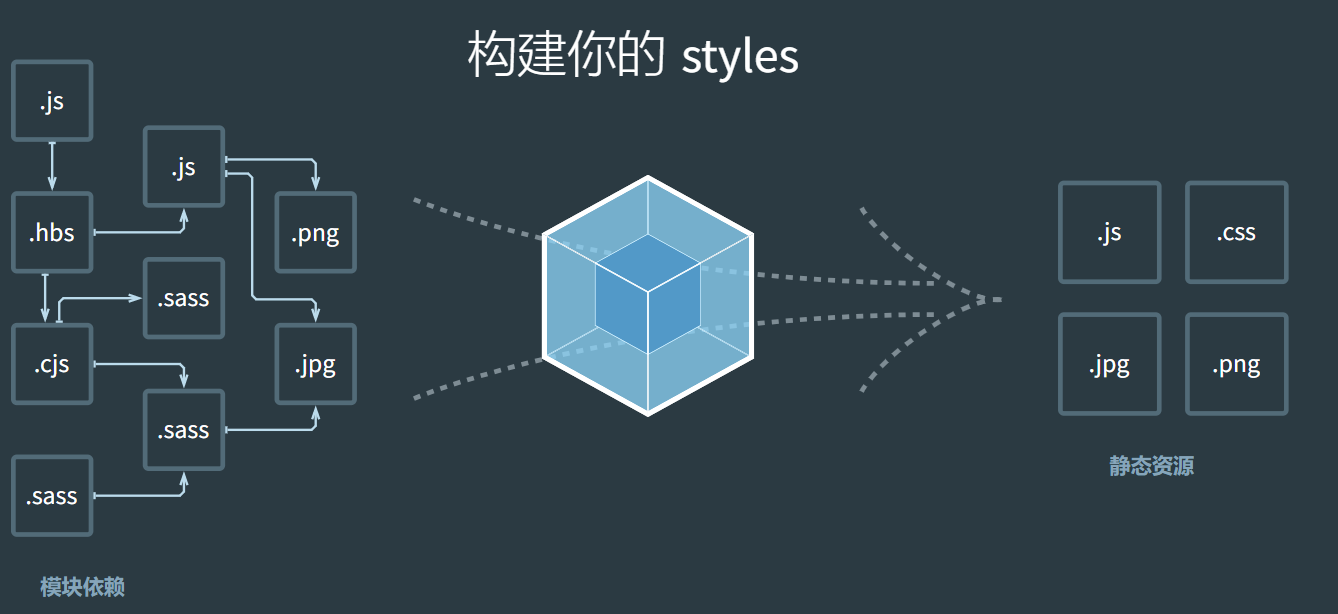 构建你的 styles
.js
.js
.hbs
.png
.sass
.cjs
.jpg
.sass
.sass
模块依赖
.js
.css
.jpg
.png
静态资源